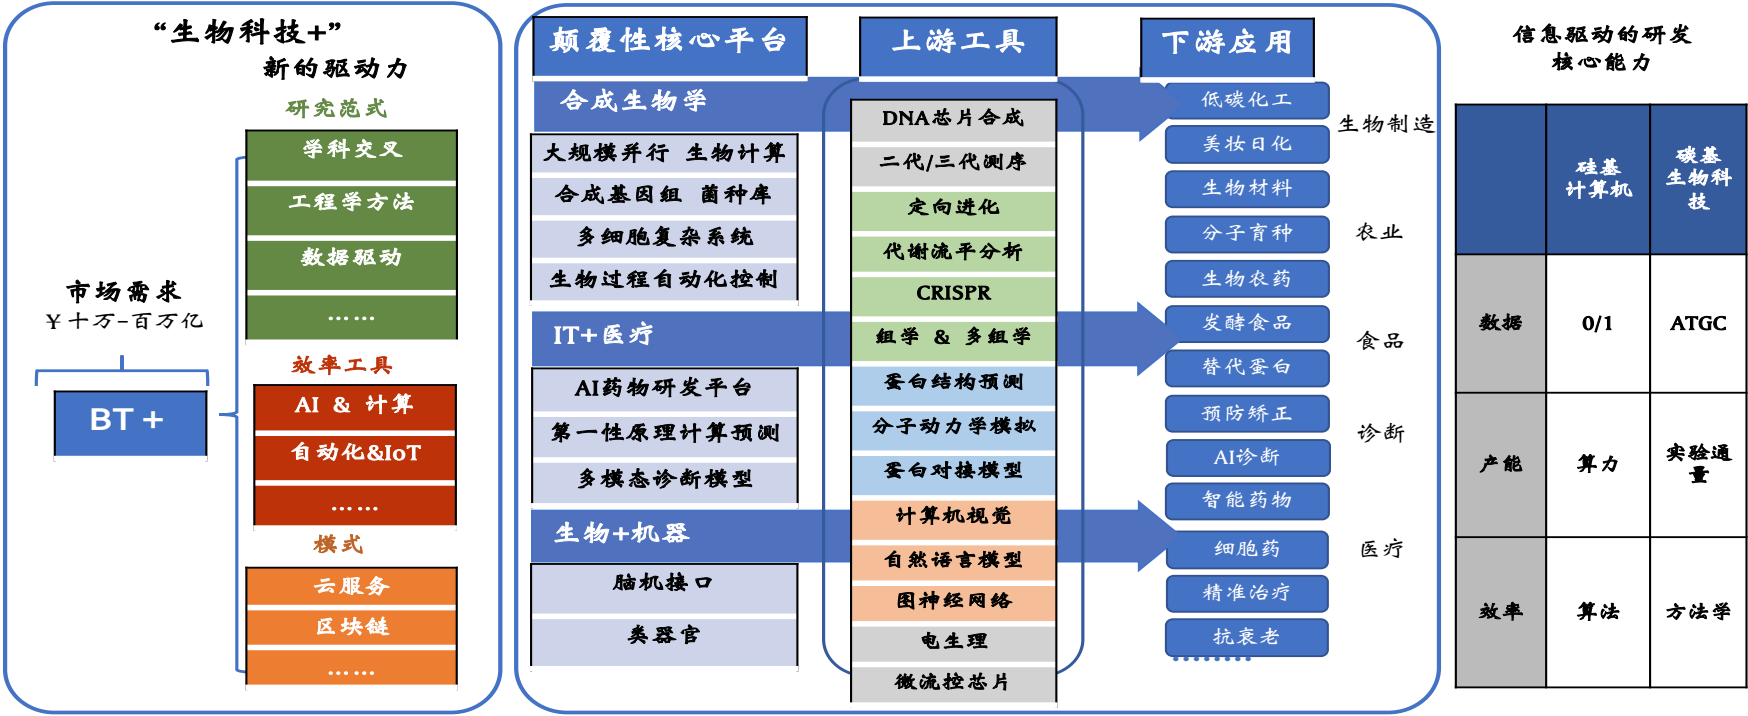 “生物科技+”
新的驱动力
研究范式
学科交叉
工程学方法
数据驱动
……
市场需求
¥十万-百万亿
BT +
效率工具
AI & 计算
自动化&IoT
……
模式
云服务
区块链
……
颠覆性核心平台
合成生物学
大规模并行 生物计算
合成基因组 菌种库
多细胞复杂系统
生物过程自动化控制
IT+医疗
AI药物研发平台
第一性原理计算预测
多模态诊断模型
生物+机器
脑机接口
类器官
上游工具
DNA芯片合成
二代/三代测序
定向进化
代谢流平分析
CRISPR
组学 & 多组学
蛋白结构预测
分子动力学模拟
蛋白对接模型
计算机视觉
自然语言模型
图神经网络
电生理
微流控芯片
下游应用
低碳化工
美妆日化
生物材料
分子育种
生物农药
发酵食品
替代蛋白
预防矫正
AI诊断
智能药物
细胞药
精准治疗
抗衰老
........
生物制造
农业
食品
诊断
医疗
信息驱动的研发
核心能力
硅基
计算机
碳基
生物科
技
数据
0/1
ATGC
产能
算力
实验通
量
效率
算法
方法学